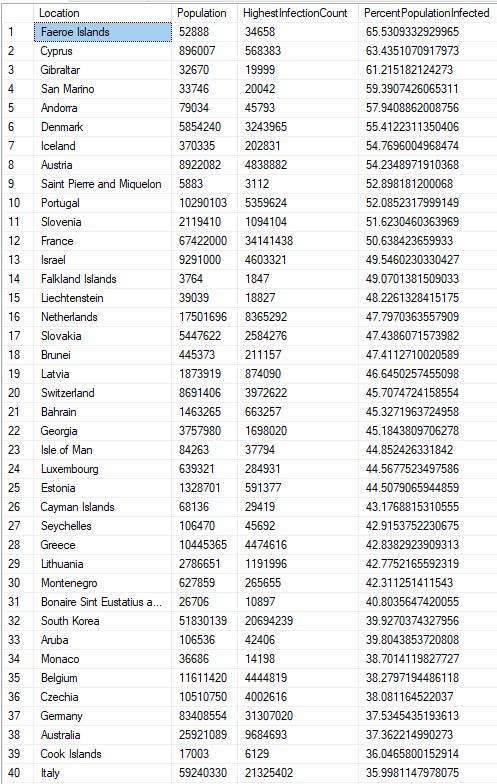 Location Population HighestInfectionCount PercentPopulationInfected
1 Faeroe Islands 52888 34658 65.5309332929965
2 Cyprus 896007 568383 63.4351070917973
3 Gibraltar 32670 19999 61.215182124273
4 San Marino 33746 20042 59.3907426065311
5 Andorra 79034 45793 57.9408862008756
6 Denmark 5854240 3243965 55.4122311350406
7 Iceland 370335 202831 54.7696004968474
8 Austria 8922082 4838882 54.2348971910368
9 Saint Pierre and Miquelon 5883 3112 52.898181200068
10 Portugal 10290103 5359624 52.0852317999149
11 Slovenia 2119410 1094104 51.6230460363969
12 France 67422000 34141438 50.638423659933
13 Israel 9291000 4603321 49.5460230330427
14 Falkland Islands 3764 1847 49.0701381509033
15 Liechtenstein 39039 18827 48.2261328415175
16 Netherlands 17501696 8365292 47.7970363557909
17 Slovakia 5447622 2584276 47.4386071573982
18 Brunei 445373 211157 47.4112710020589
19 Latvia 1873919 874090 46.6450257455098
20 Switzerland 8691406 3972622 45.7074724158554
21 Bahrain 1463265 663257 45.3271963724958
22 Georgia 3757980 1698020 45.1843809706278
23 Isle of Man 84263 37794 44.852426331842
24 Luxembourg 639321 284931 44.5677523497586
25 Estonia 1328701 591377 44.5079065944859
26 Cayman Islands 68136 29419 43.1768815310555
27 Seychelles 106470 45692 42.9153752230675
28 Greece 10445365 4474616 42.8382923909313
29 Lithuania 2786651 1191996 42.7752165592319
30 Montenegro 627859 265655 42.311251411543
31 Bonaire Sint Eustatius a... 26706 10897 40.8035647420055
32 South Korea 51830139 20694239 39.9270374327956
33 Aruba 106536 42406 39.8043853720808
34 Monaco 36686 14198 38.7014119827727
35 Belgium 11611420 4444819 38.2797194486118
36 Czechia 10510750 4002616 38.081164522037
37 Germany 83408554 31307020 37.5345435193613
38 Australia 25921089 9684693 37.362214990273
39 Cook Islands 17003 6129 36.0465800152914
40 Italy 59240330 21325402 35.9981147978075